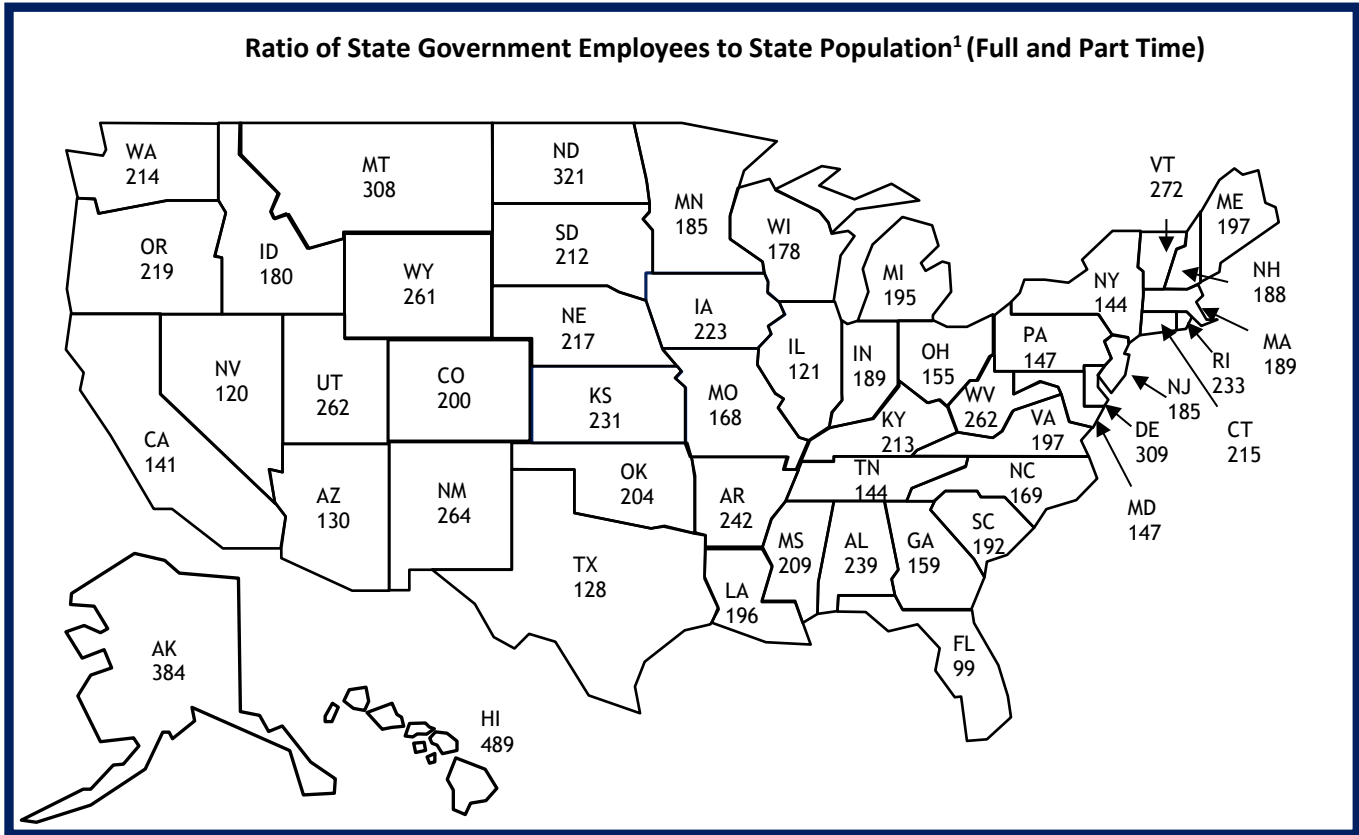 Ratio of State Government Employees to State Population¹ (Full and Part Time)
WA
214
MT
308
ND
321
MN
185
VT
272
ME
197
OR
219
ID
180
WY
261
SD
212
WI
178
MI
195
NY
144
NH
188
NE
217
IA
223
IL
121
IN
189
OH
155
PA
147
MA
189
RI
233
NJ
185
CT
215
NV
120
UT
262
CO
200
KS
231
MO
168
KY
213
WV
262
VA
197
DE
309
MD
147
CA
141
AZ
130
NM
264
OK
204
AR
242
TN
144
NC
169
SC
192
MS
209
AL
239
GA
159
TX
128
LA
196
FL
99
AK
384
HI
489